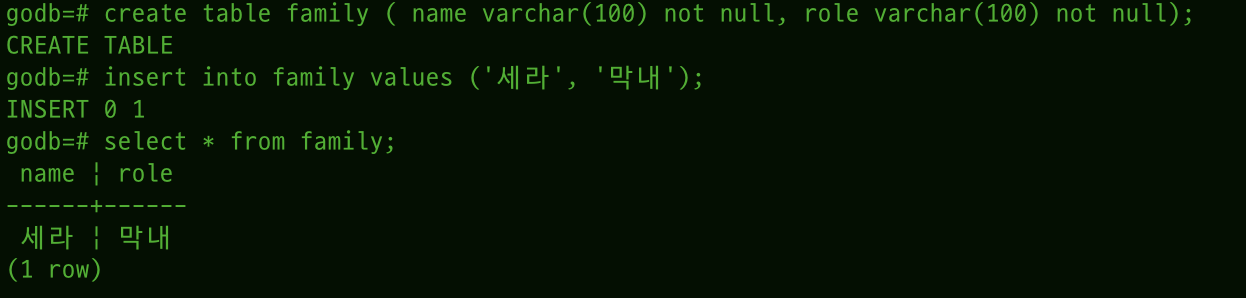 godb=# create table family ( name varchar(100) not null, role varchar(100) not null);
CREATE TABLE
godb=# insert into family values ('세라', '막내');
INSERT 0 1
godb=# select * from family;
 name ¦ role
------+------
 세라 ¦ 막내
(1 row)